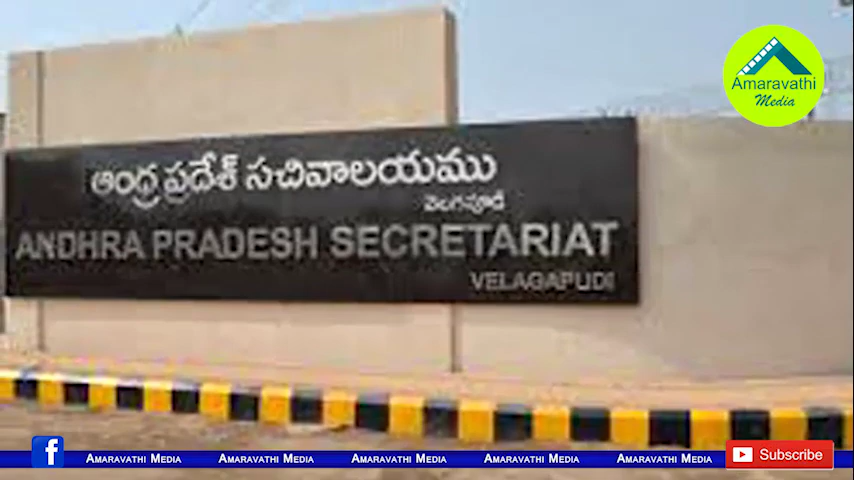 Amaravathi
Media
ఆంధ్ర ప్రదేశ్ సచివాలయము
వెలగపూడి
ANDHRA PRADESH SECRETARIAT
VELAGAPUDI
f AMARAVATHI MEDIA AMARAVATHI MEDIA AMARAVATHI MEDIA AMARAVATHI MEDIA AMARAVATHI MEDIA Subscribe